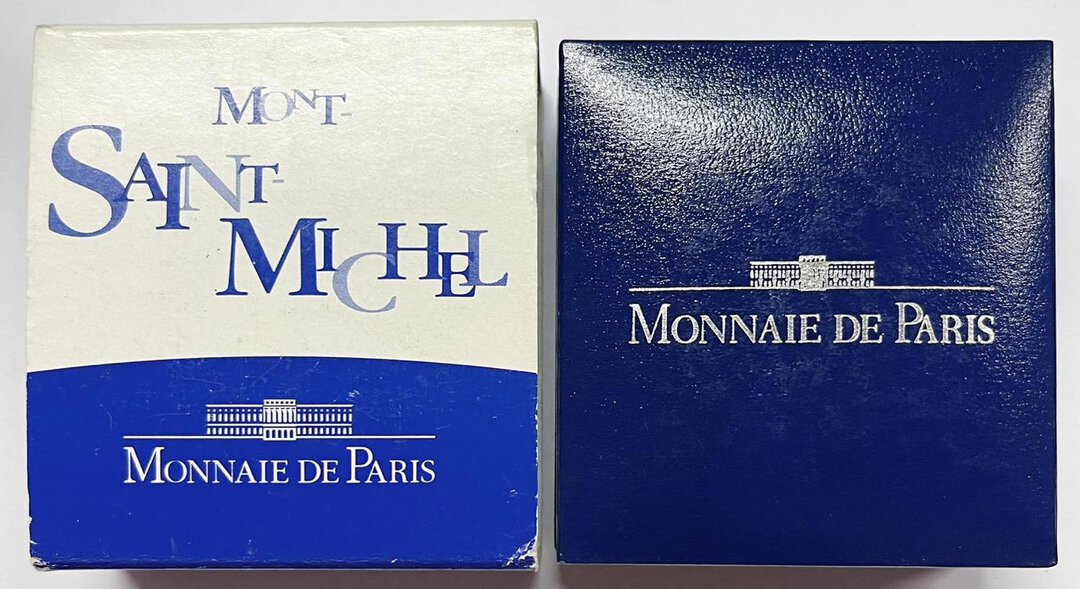 MONT-
SAINT-
MICHEL
MONNAIE DE PARIS
MONNAIE DE PARIS